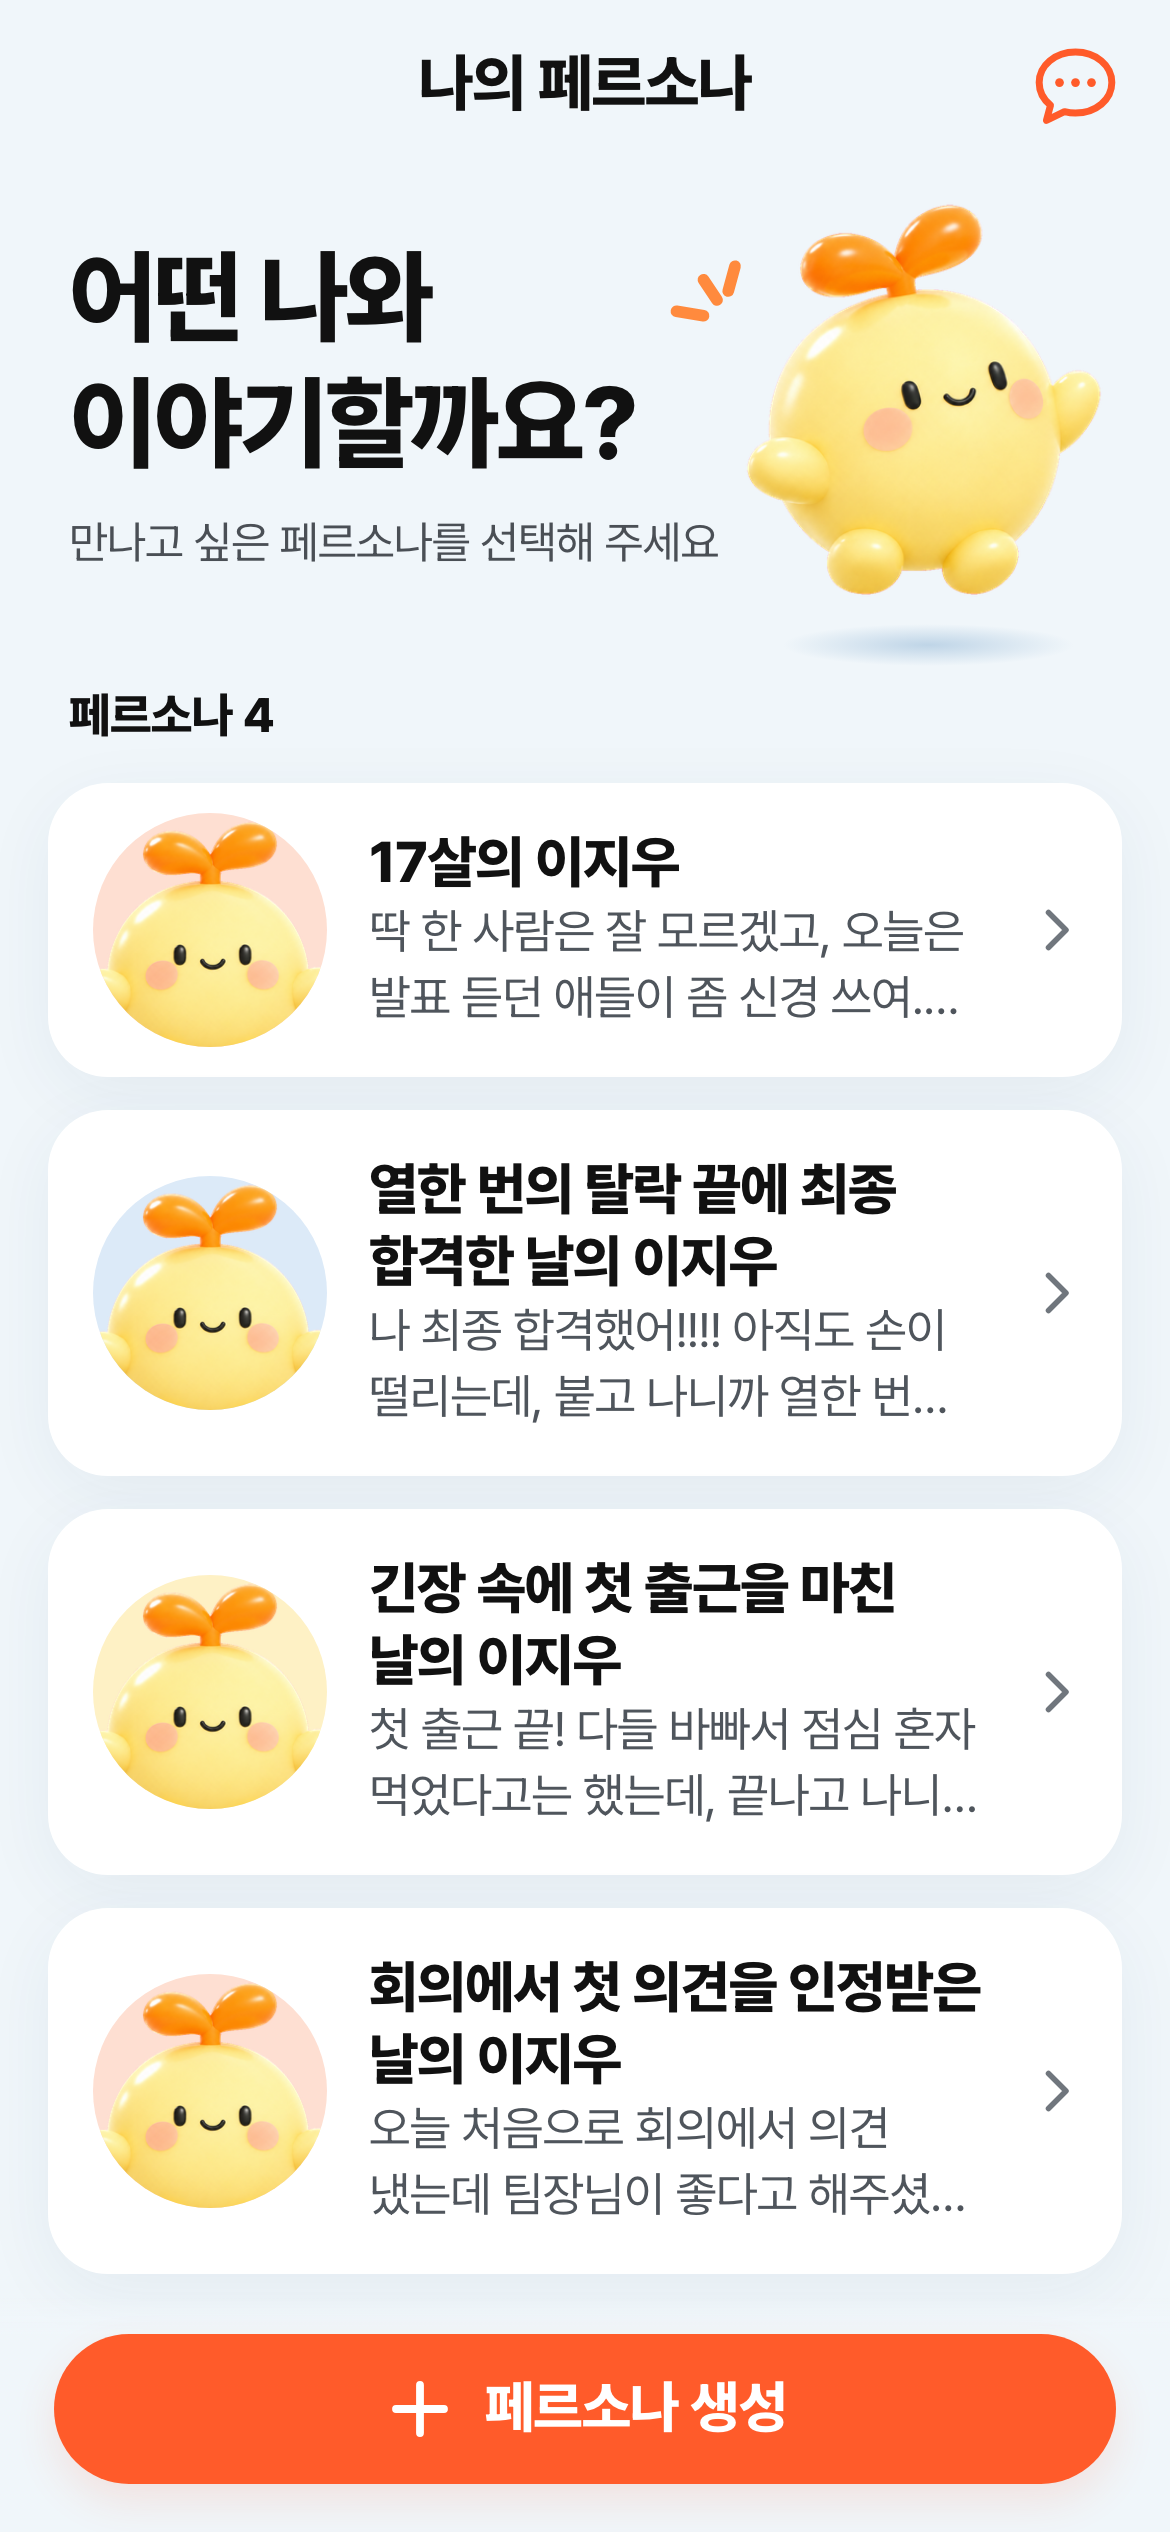 나의 페르소나
어떤 나와
이야기할까요?
만나고 싶은 페르소나를 선택해 주세요
페르소나 4
17살의 이지우
딱 한 사람은 잘 모르겠고, 오늘은
발표 듣던 애들이 좀 신경 쓰여....
열한 번의 탈락 끝에 최종
합격한 날의 이지우
나 최종 합격했어!!!! 아직도 손이
떨리는데, 붙고 나니까 열한 번...
긴장 속에 첫 출근을 마친
날의 이지우
첫 출근 끝! 다들 바빠서 점심 혼자
먹었다고는 했는데, 끝나고 나니...
회의에서 첫 의견을 인정받은
날의 이지우
오늘 처음으로 회의에서 의견
냈는데 팀장님이 좋다고 해주셨...
+ 페르소나 생성